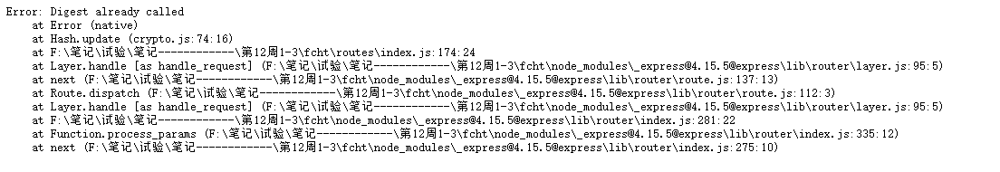 Error: Digest already called
at Error (native)
at Hash.update (crypto.js:74:16)
at F:\笔记\试验\笔记------------\第12周1-3\fcht\routes\index.js:174:24
at Layer.handle [as handle_request] (F:\笔记\试验\笔记------------\第12周1-3\fcht\node_modules\_express@4.15.5@express\lib\router\layer.js:95:5)
at next (F:\笔记\试验\笔记------------\第12周1-3\fcht\node_modules\_express@4.15.5@express\lib\router\route.js:137:13)
at Route.dispatch (F:\笔记\试验\笔记------------\第12周1-3\fcht\node_modules\_express@4.15.5@express\lib\router\route.js:112:3)
at Layer.handle [as handle_request] (F:\笔记\试验\笔记------------\第12周1-3\fcht\node_modules\_express@4.15.5@express\lib\router\layer.js:95:5)
at F:\笔记\试验\笔记------------\第12周1-3\fcht\node_modules\_express@4.15.5@express\lib\router\index.js:281:22
at Function.process_params (F:\笔记\试验\笔记------------\第12周1-3\fcht\node_modules\_express@4.15.5@express\lib\router\index.js:335:12)
at next (F:\笔记\试验\笔记------------\第12周1-3\fcht\node_modules\_express@4.15.5@express\lib\router\index.js:275:10)